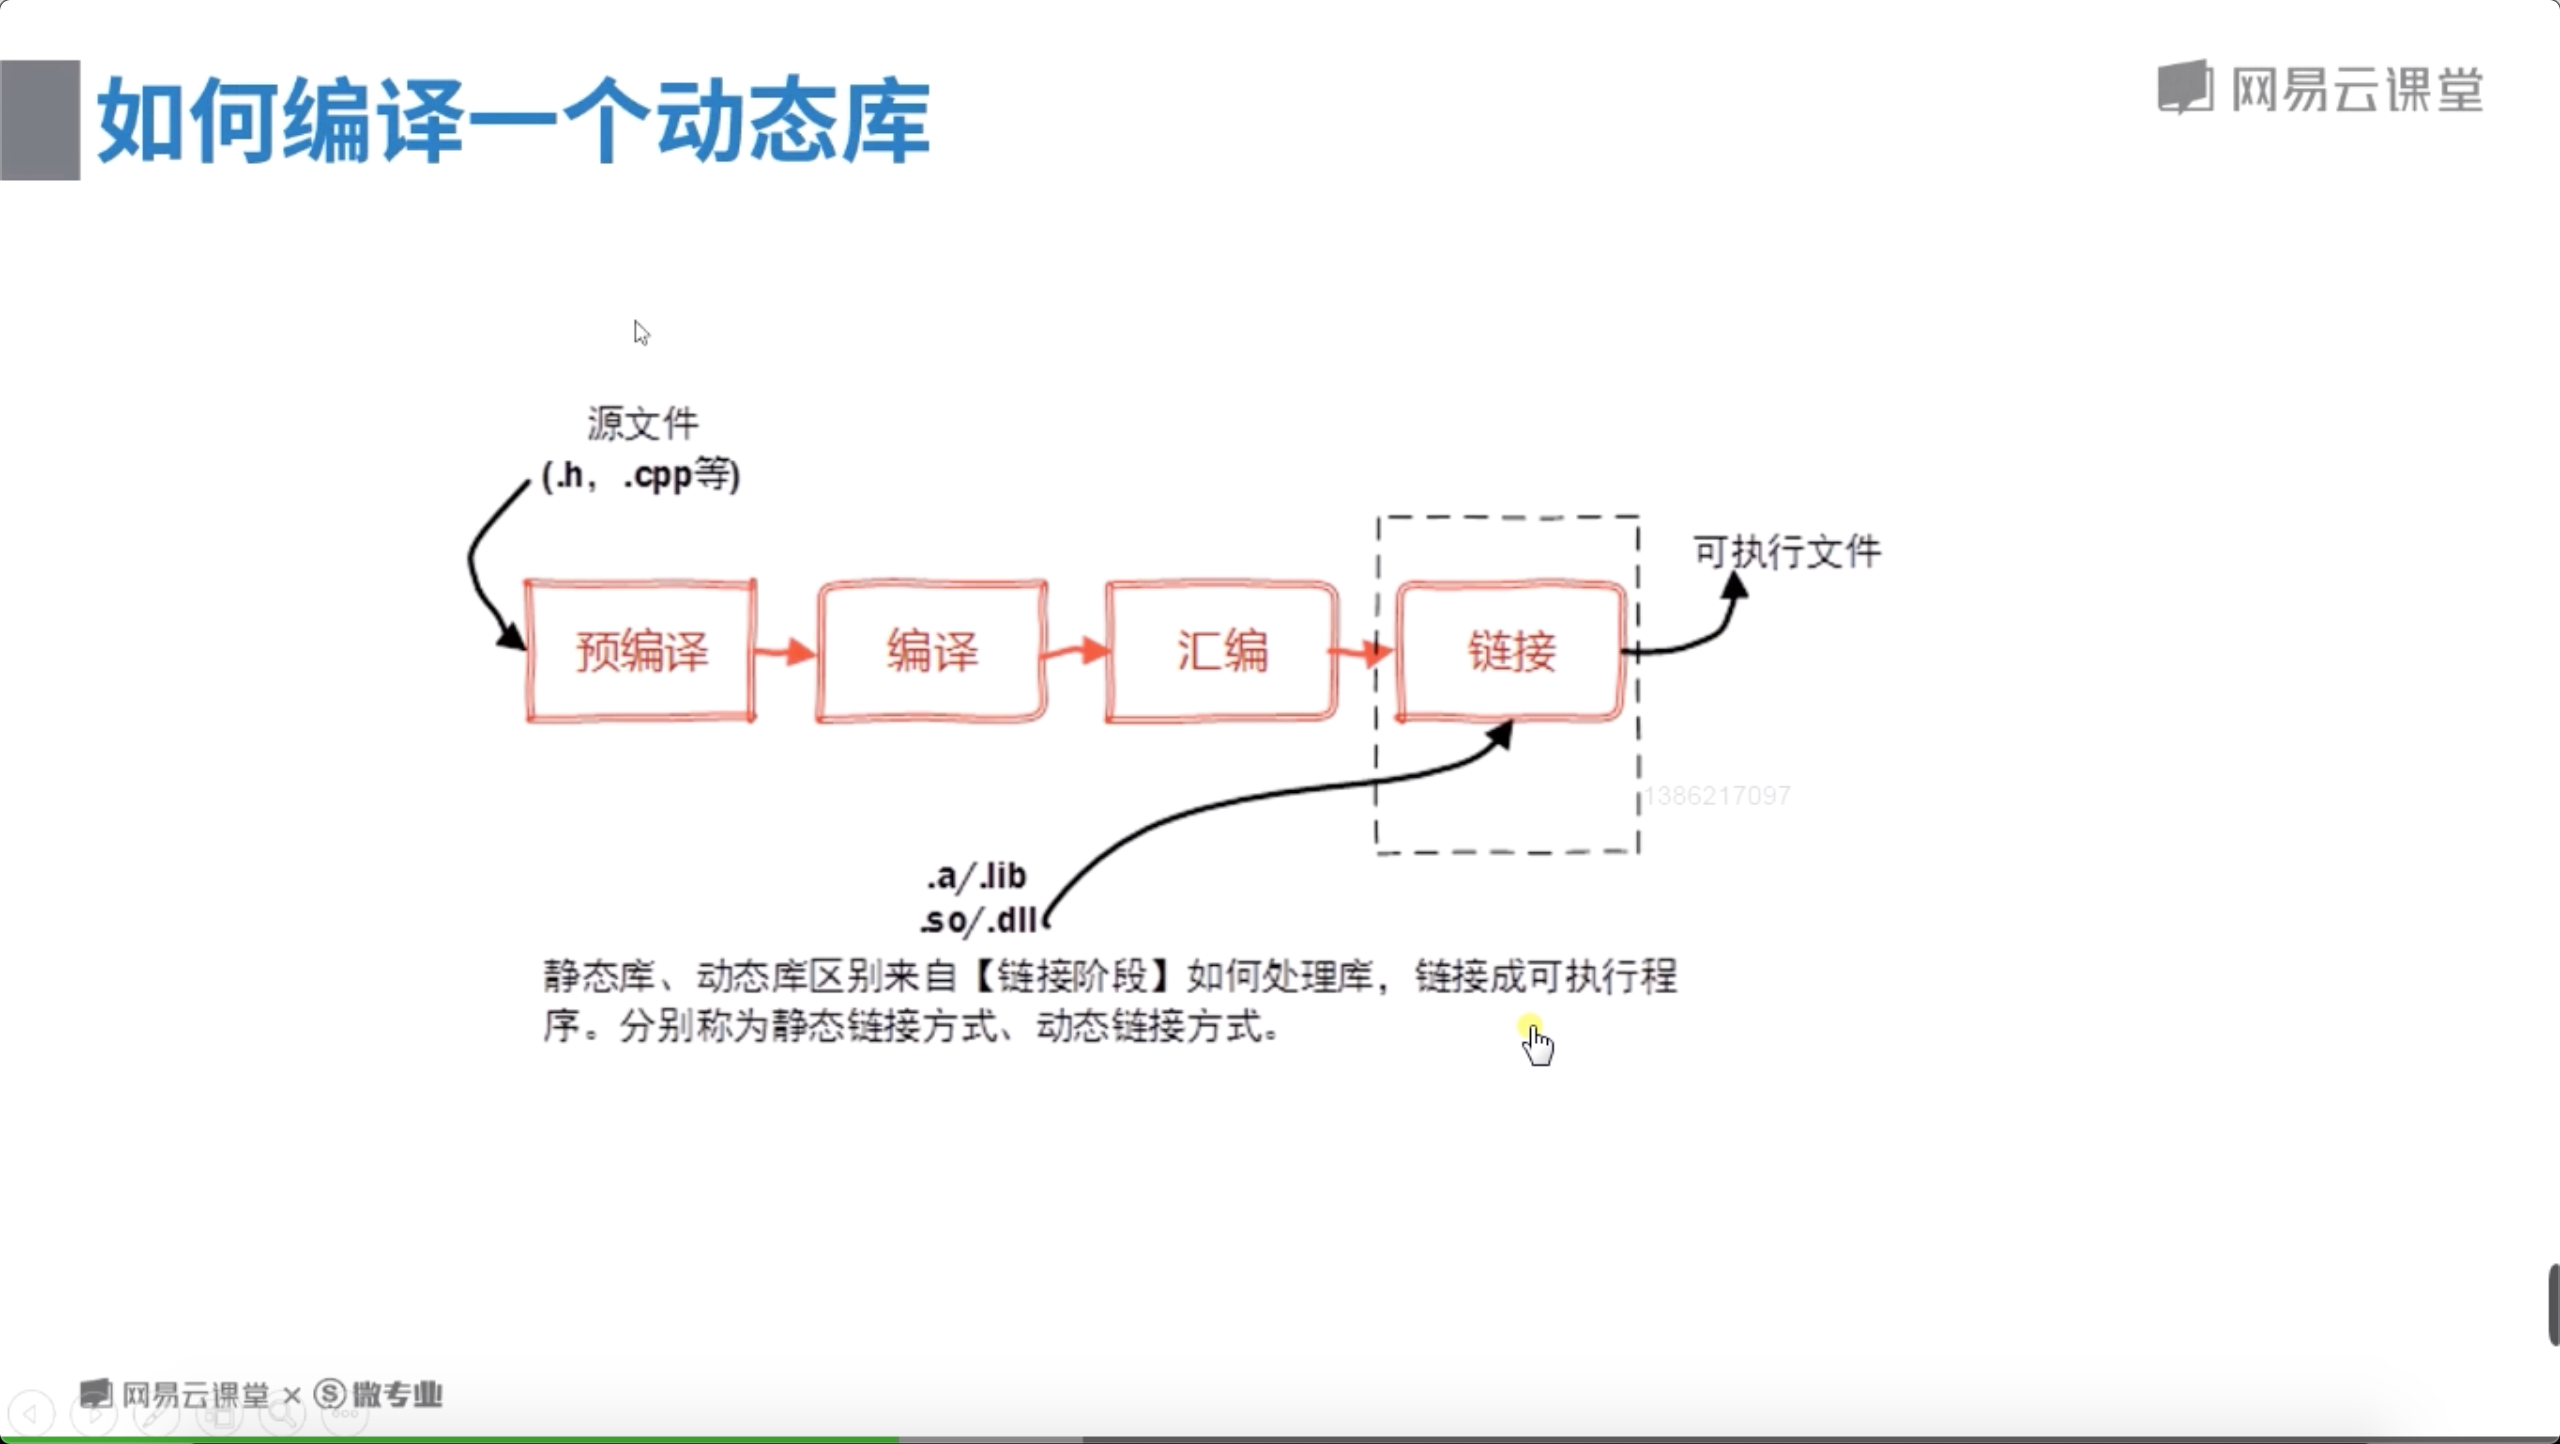 如何编译一个动态库
网易云课堂
源文件
(.h, .cpp等)
可执行文件
预编译
编译
汇编
链接
1386217097
.a/.lib
.so/.dll
静态库、动态库区别来自【链接阶段】如何处理库，链接成可执行程
序。分别称为静态链接方式、动态链接方式。
网易云课堂 × S 微专业